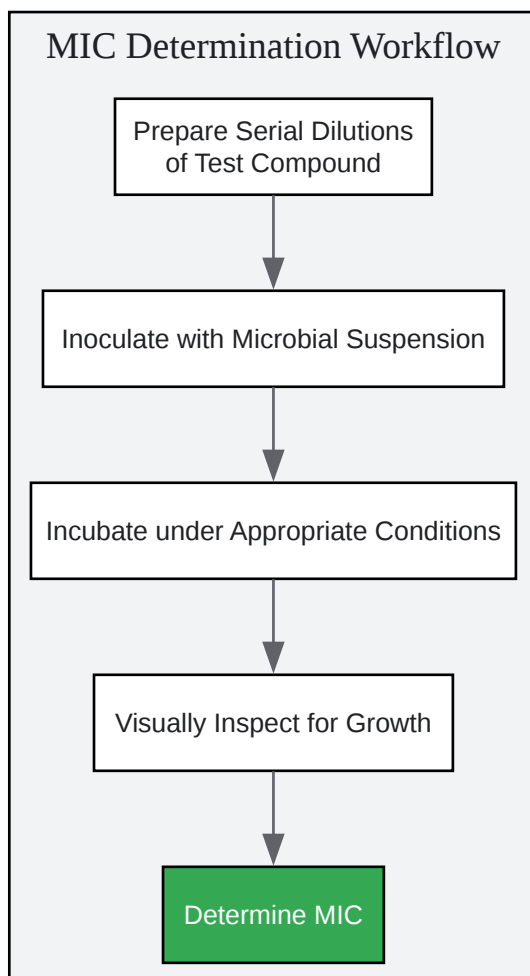 MIC Determination Workflow
Prepare Serial Dilutions
of Test Compound
Inoculate with Microbial Suspension
Incubate under Appropriate Conditions
Visually Inspect for Growth
Determine MIC